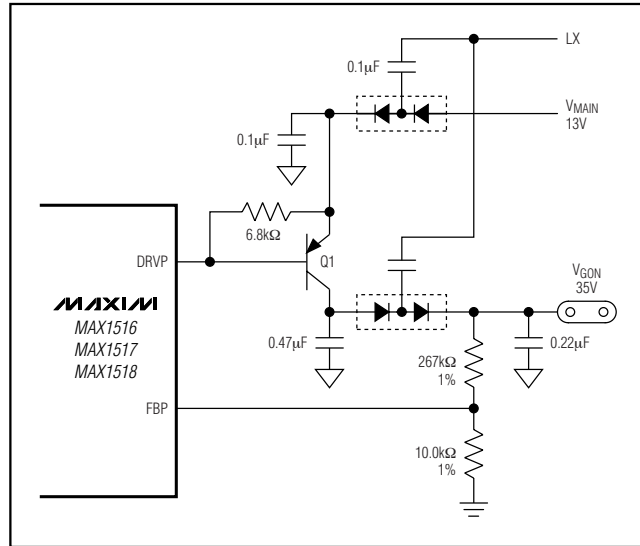 LX
0.1µF
VMAIN
13V
0.1µF
6.8kΩ
DRVP
Q1
VGON
35V
MAXIM
MAX1516
MAX1517
MAX1518
0.47µF
267kΩ
1%
0.22µF
FBP
10.0kΩ
1%